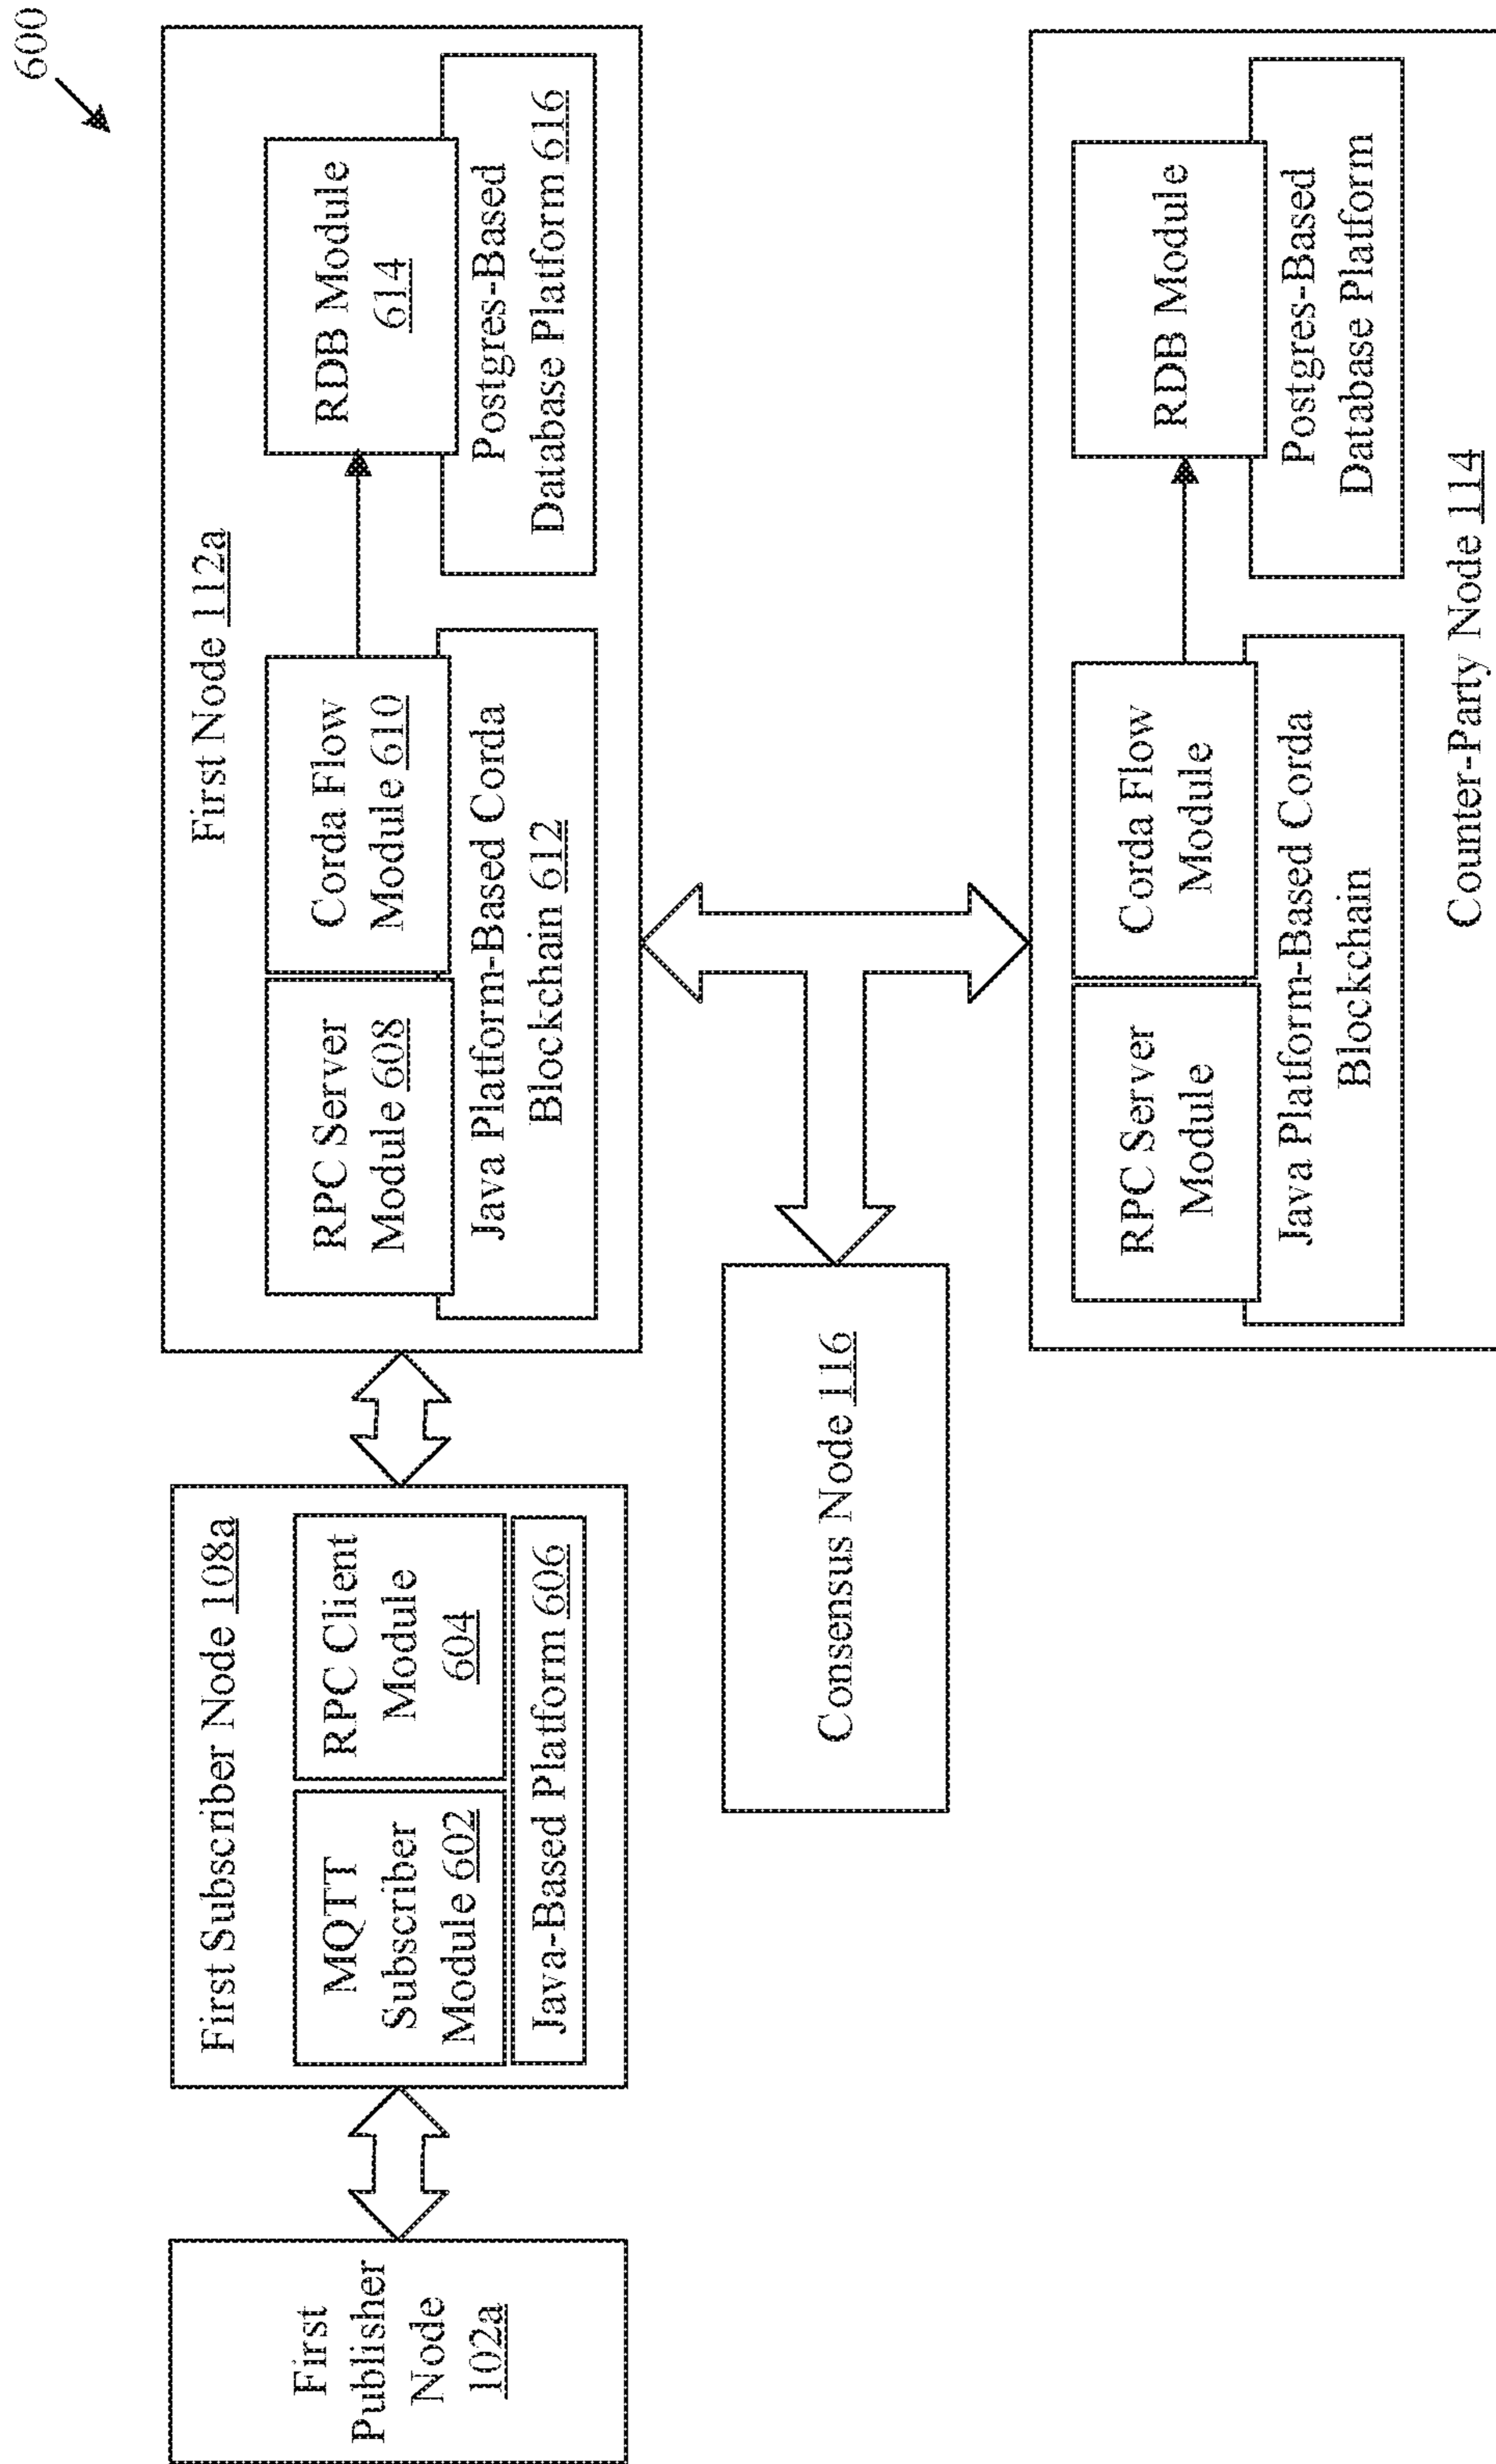 600
First
Publisher
Node
102a
First Subscriber Node 108a
MQTT
Subscriber
Module 602
RPC Client
Module
604
Java-Based Platform 606
First Node 112a
RPC Server
Module 608
Corda Flow
Module 610
Java Platform-Based Corda
Blockchain 612
RDB Module
614
Postgres-Based
Database Platform 616
Consensus Node 116
RPC Server
Module
Corda Flow
Module
Java Platform-Based Corda
Blockchain
RDB Module
Postgres-Based
Database Platform
Counter-Party Node 114